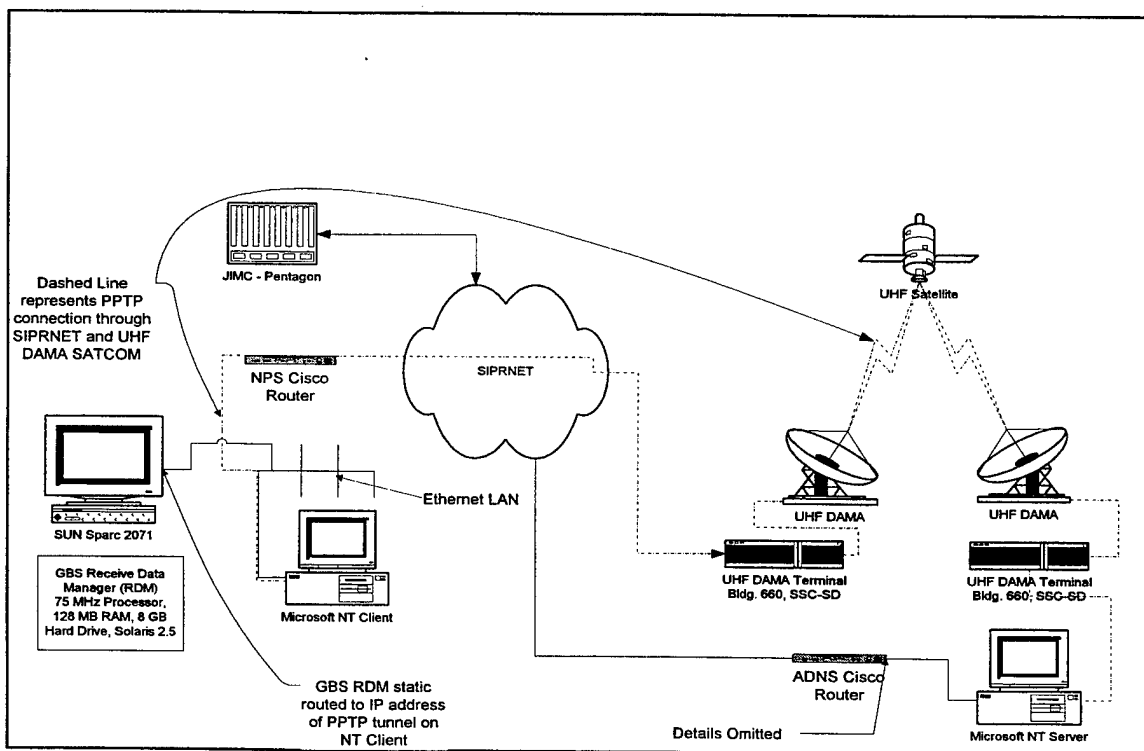 JIMC - Pentagon
UHF Satellite
Dashed Line
represents PPTP
connection through
SIPRNET and UHF
DAMA SATCOM
NPS Cisco
Router
SIPRNET
Ethernet LAN
SUN Sparc 2071
GBS Receive Data
Manager (RDM)
75 MHz Processor,
128 MB RAM, 8 GB
Hard Drive, Solaris 2.5
Microsoft NT Client
UHF DAMA
UHF DAMA
UHF DAMA Terminal
Bldg. 660, SSC-SD
UHF DAMA Terminal
Bldg. 660, SSC-SD
GBS RDM static
routed to IP address
of PPTP tunnel on
NT Client
ADNS Cisco
Router
Details Omitted
Microsoft NT Server